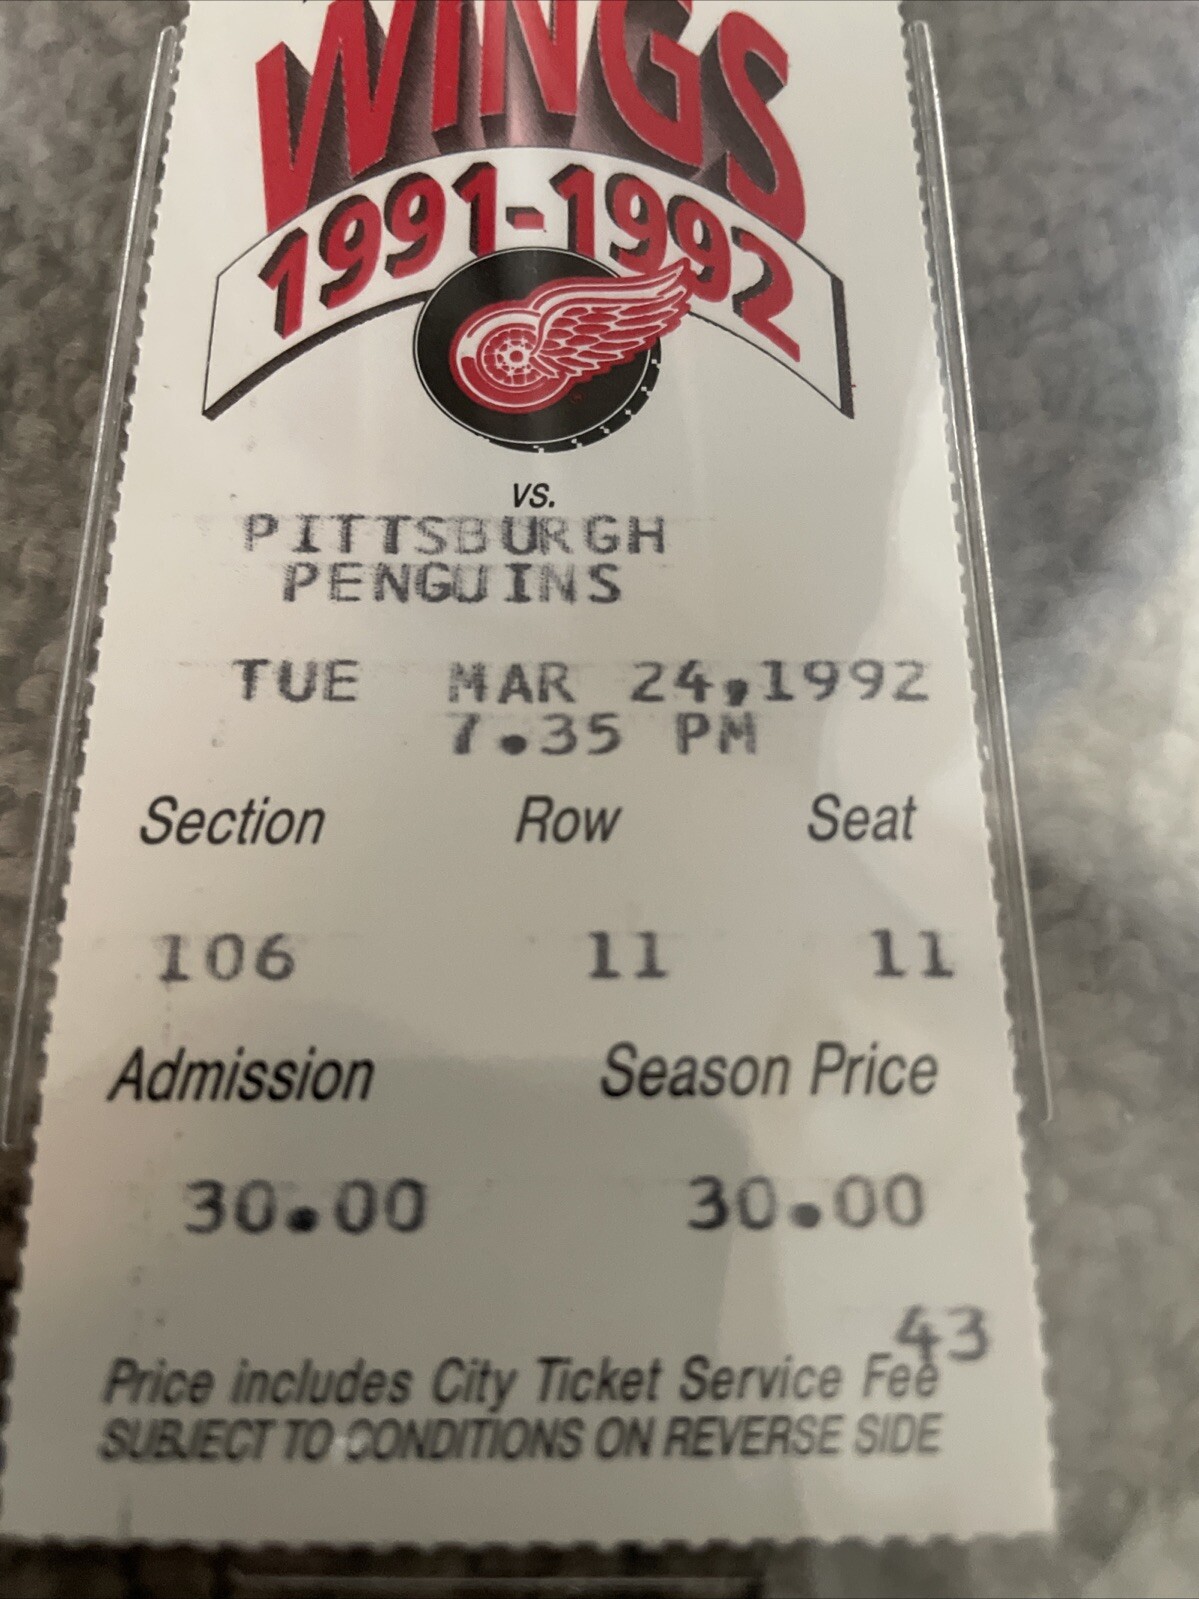 WINGS
1991-1992
vs.
PITTSBURGH
PENGUINS
TUE MAR 24,1992
7.35 PM
Section Row Seat
106 11 11
Admission Season Price
30.00 30.00
43
Price includes City Ticket Service Fee
SUBJECT TO CONDITIONS ON REVERSE SIDE